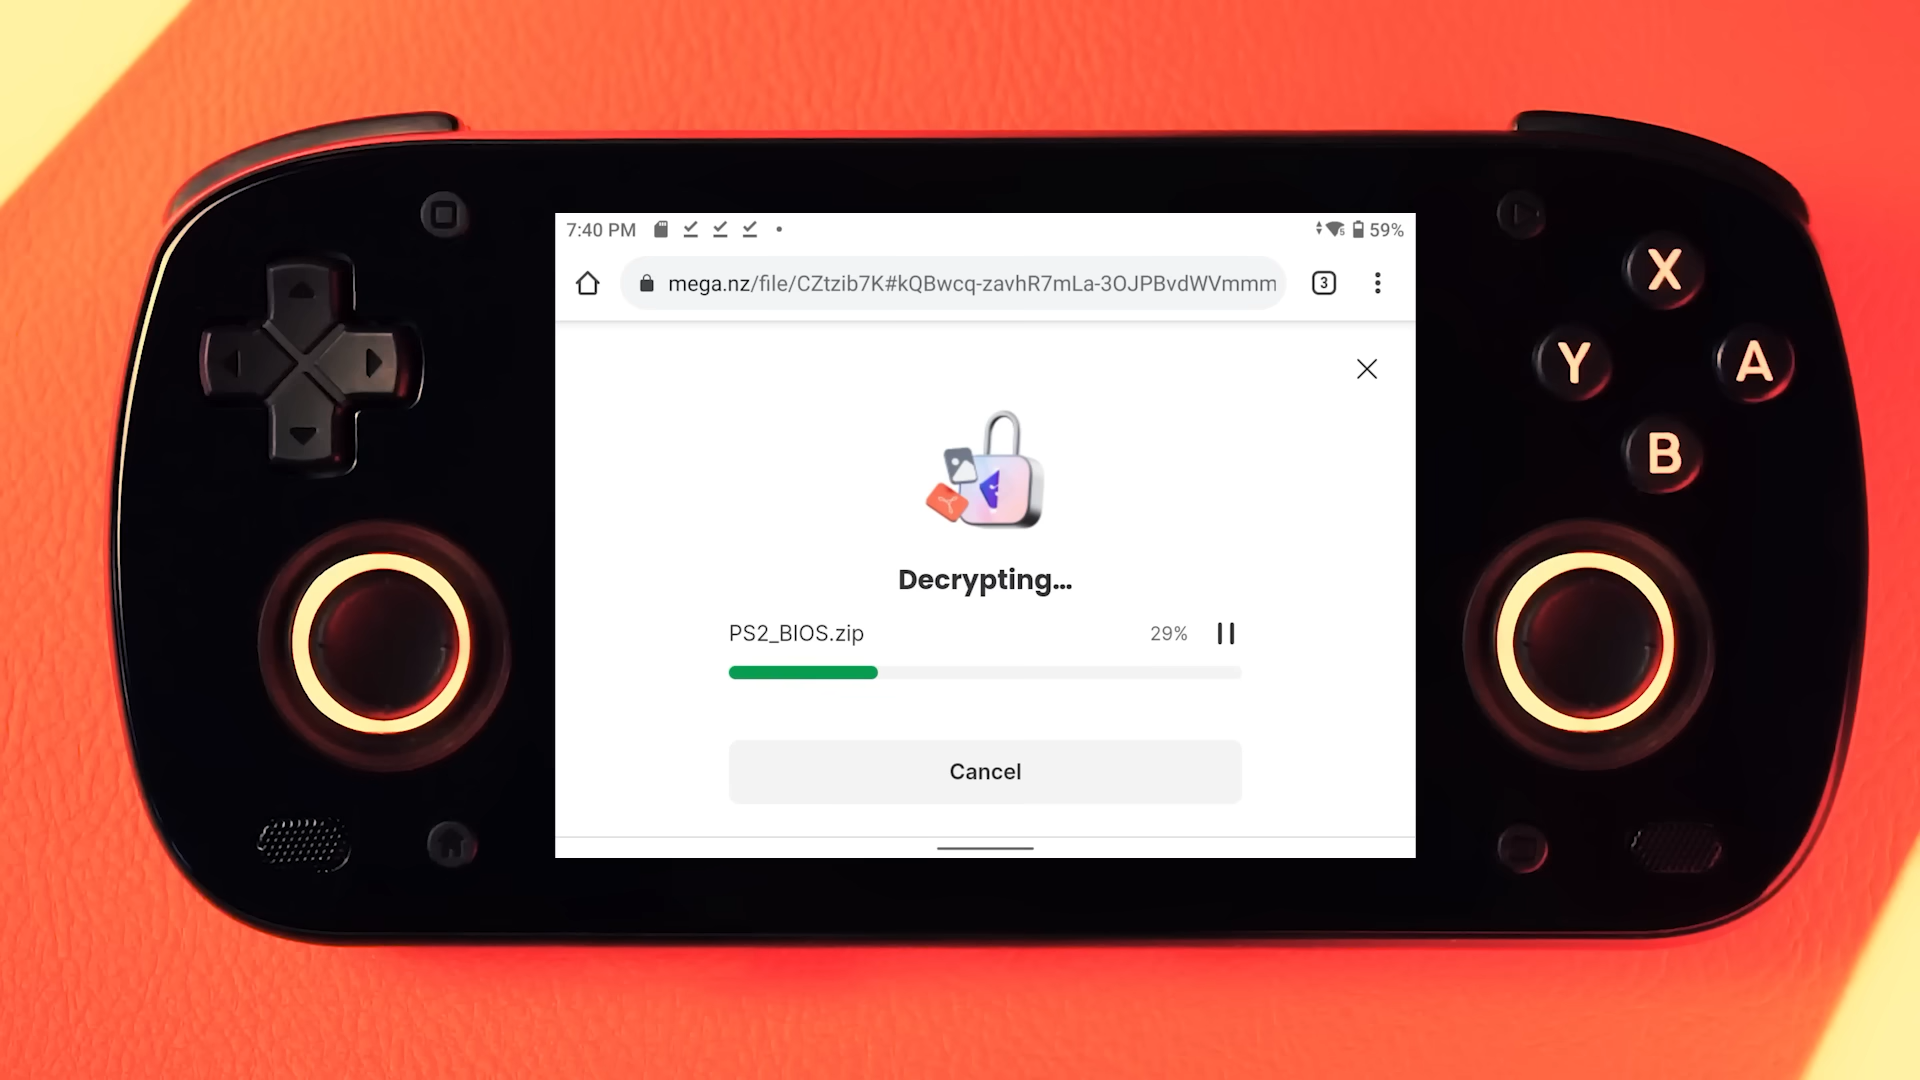 7:40 PM 59%
mega.nz/file/CZtzib7K#kQBwcq-zavhR7mLa-3OJPBvdWVmmm
3
X
Y
A
B
Decrypting...
PS2_BIOS.zip 29%
Cancel